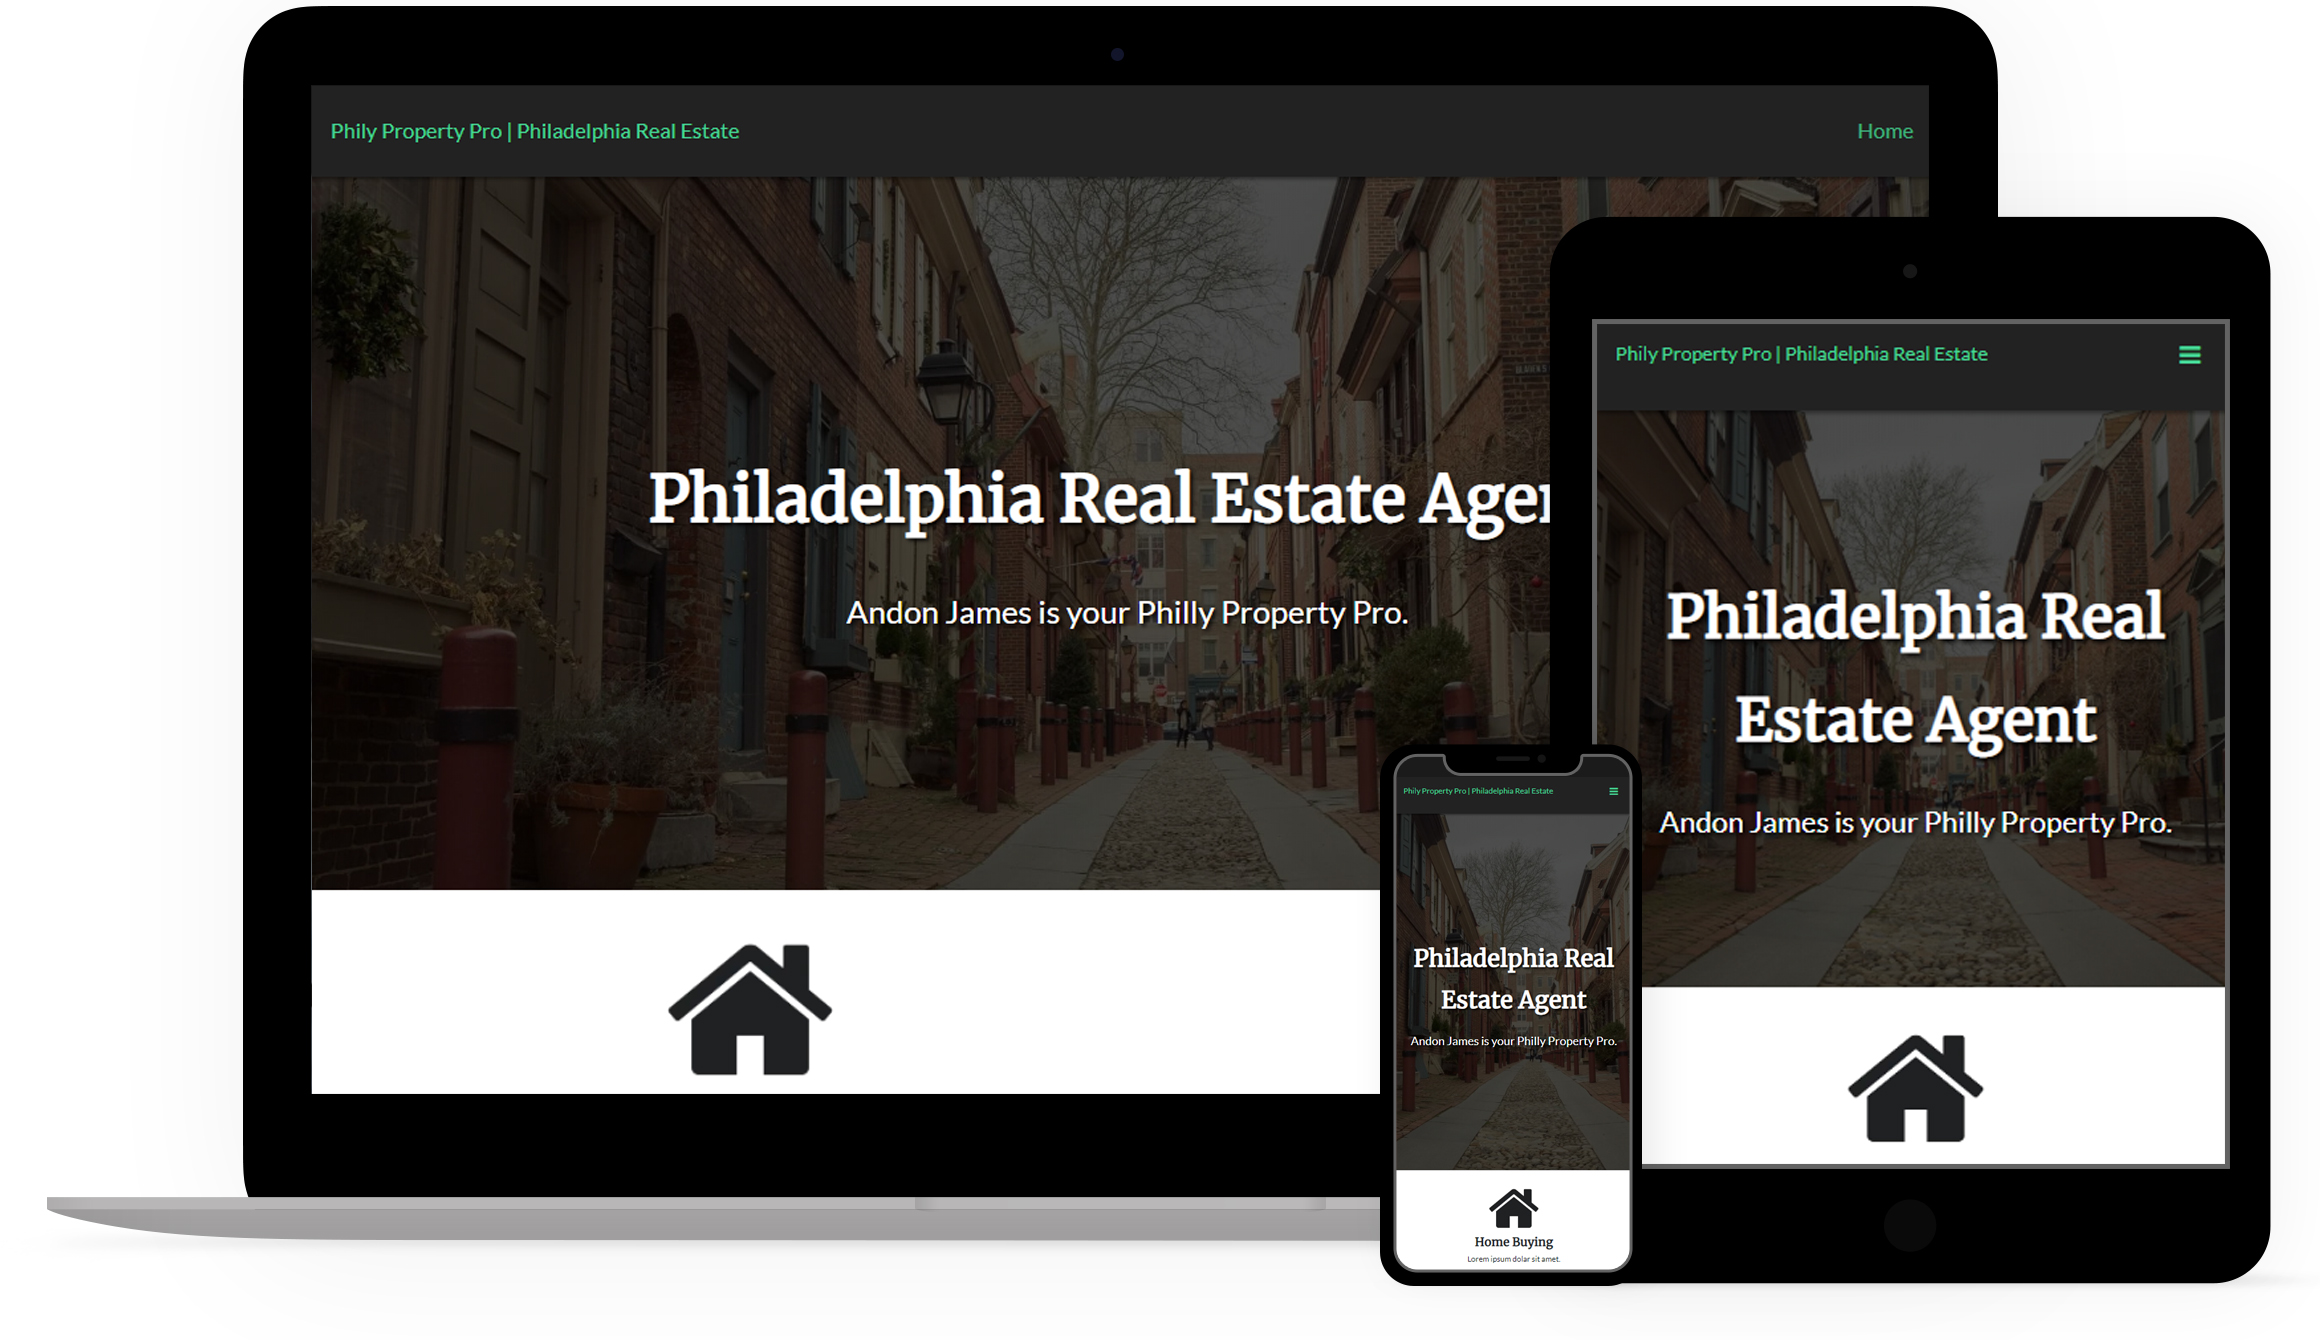 Phily Property Pro | Philadelphia Real Estate
Home
Philadelphia Real Estate Agen
Andon James is your Philly Property Pro.
Phily Property Pro | Philadelphia Real Estate
Philadelphia Real
Estate Agent
Andon James is your Philly Property Pro.
Phily Property Pro | Philadelphia Real Estate
Philadelphia Real
Estate Agent
Andon James is your Philly Property Pro.
Home Buying
Lorem ipsum dolar sit amet.